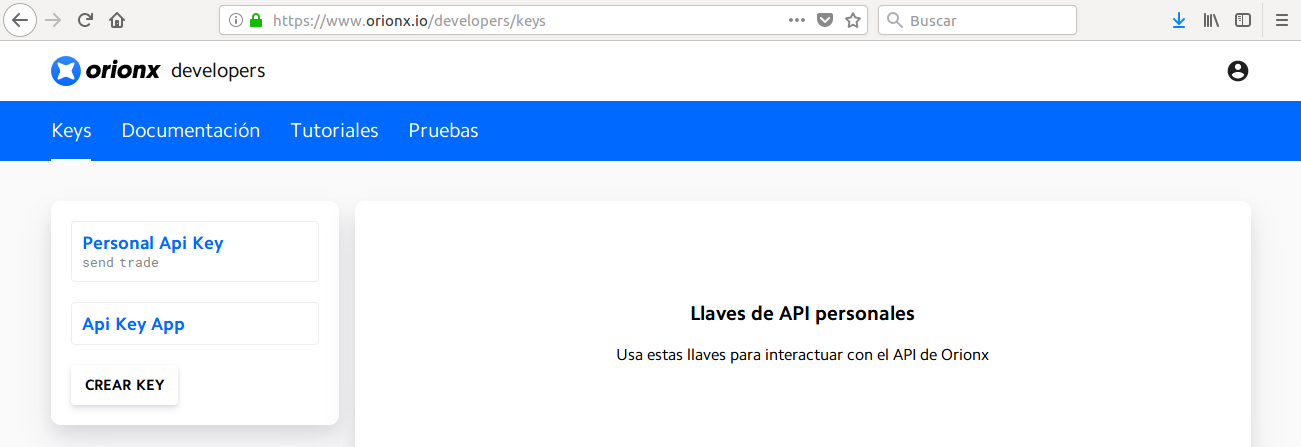 https://www.orionx.io/developers/keys
Buscar
orionx developers
Keys Documentación Tutoriales Pruebas
Personal Api Key
send trade
Api Key App
CREAR KEY
Llaves de API personales
Usa estas llaves para interactuar con el API de Orionx